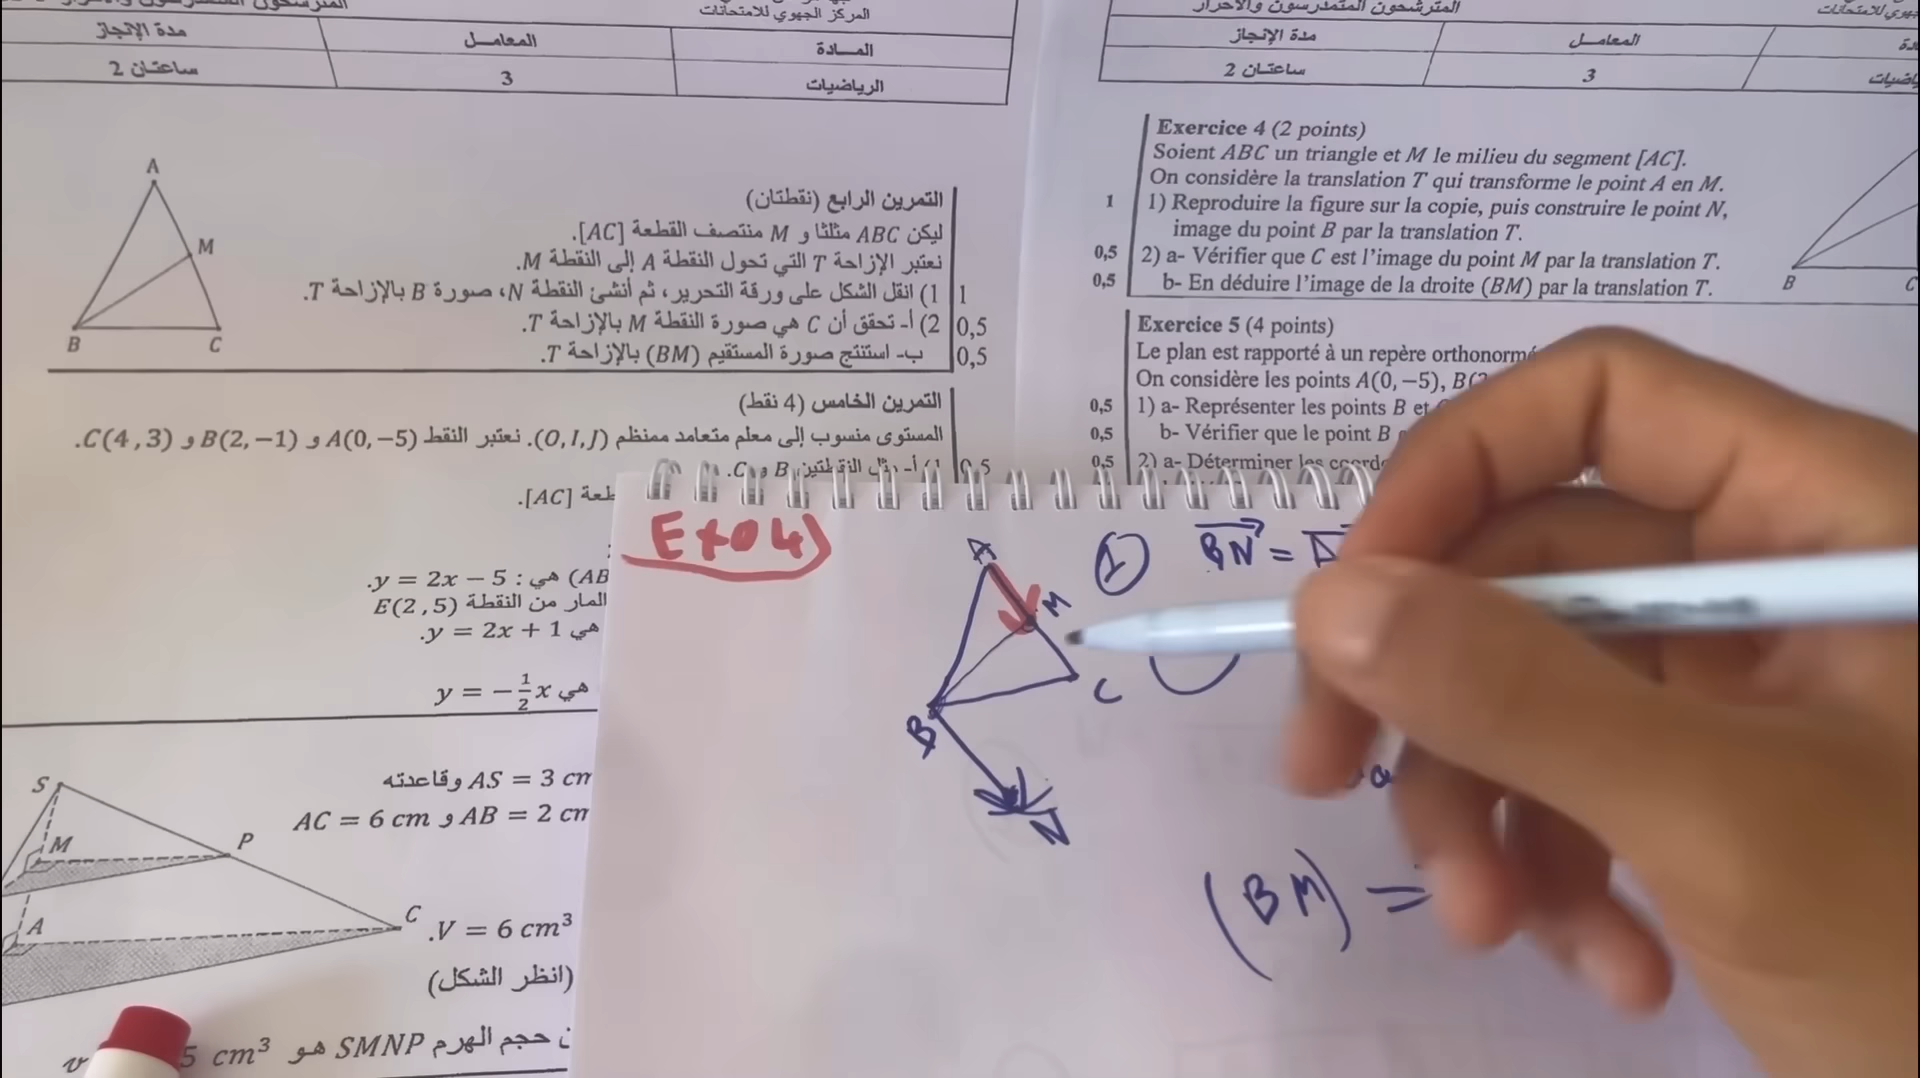 المركز الجهوي للامتحانات
المادة
المعامل
مدة الإنجاز
الرياضيات
3
2 ساعتان
A
M
B
C
التمرين الرابع (نقطتان)
ليكن ABC مثلثا و M منتصف القطعة [AC].
نعتبر الإزاحة T التي تحول النقطة A إلى النقطة M.
1 1) انقل الشكل على ورقة التحرير، ثم أنشئ النقطة N، صورة B بالإزاحة T.
0,5 2) أ- تحقق أن C هي صورة النقطة M بالإزاحة T.
0,5 ب- استنتج صورة المستقيم (BM) بالإزاحة T.
التمرين الخامس (4 نقط)
المستوى منسوب إلى معلم متعامد ممنظم (O,I,J). نعتبر النقط A(0,−5) و B(2,−1) و C(4,3).
0,5 1) أ- مثل النقطتين B و C.
[AC].
(AB) هي : y = 2x − 5.
المار من النقطة E(2,5)
هي y = 2x + 1.
هي y = −1/2 x
S
M
P
A
C
AS = 3 cm وقاعدته
AB = 2 cm و AC = 6 cm
V = 6 cm³.
(انظر الشكل)
حجم الهرم SMNP هو 5 cm³
المترشحون المتمدرسون والأحرار
المعامل
مدة الإنجاز
3
2 ساعتان
Exercice 4 (2 points)
Soient ABC un triangle et M le milieu du segment [AC].
On considère la translation T qui transforme le point A en M.
1 1) Reproduire la figure sur la copie, puis construire le point N,
image du point B par la translation T.
0,5 2) a- Vérifier que C est l'image du point M par la translation T.
0,5 b- En déduire l'image de la droite (BM) par la translation T.
B
C
Exercice 5 (4 points)
Le plan est rapporté à un repère orthonormé
On considère les points A(0,−5), B(2
0,5 1) a- Représenter les points B et
0,5 b- Vérifier que le point B
0,5 2) a- Déterminer les coord
Exo 4)
A
M
B
C
N
① BN =
(BM) =